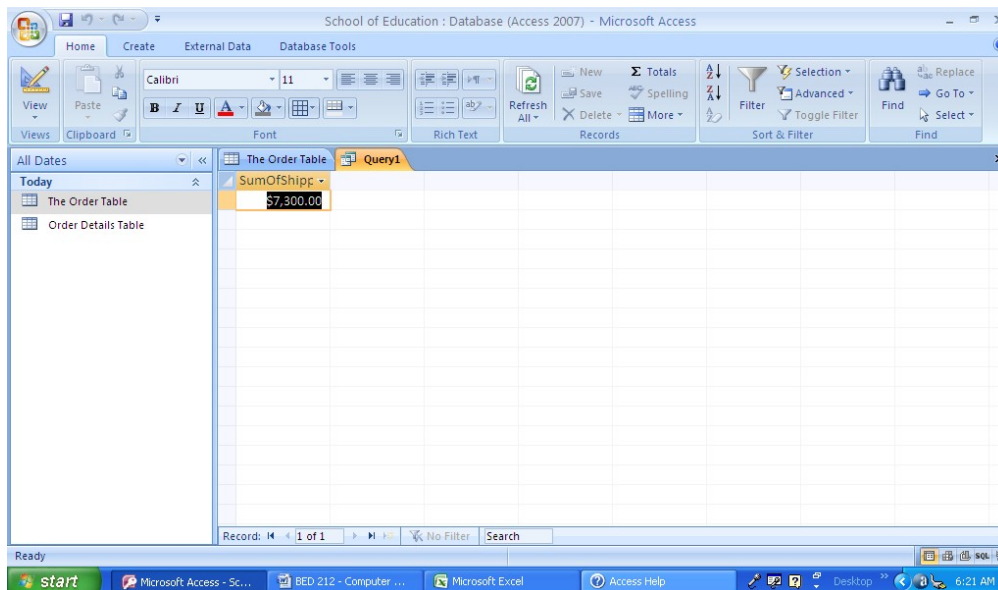 School of Education : Database (Access 2007) - Microsoft Access
Home Create External Data Database Tools
View Paste Calibri 11 Refresh All New Save Delete Totals Spelling More Filter Selection Advanced Toggle Filter Find Replace Go To Select
B I U A
Views Clipboard Font Rich Text Records Sort & Filter Find
All Dates The Order Table Query1
Today SumOfShipp
The Order Table $7,300.00
Order Details Table
Record: 1 of 1 No Filter Search
Ready SQL
start Microsoft Access - Sc... BED 212 - Computer ... Microsoft Excel Access Help Desktop 6:21 AM